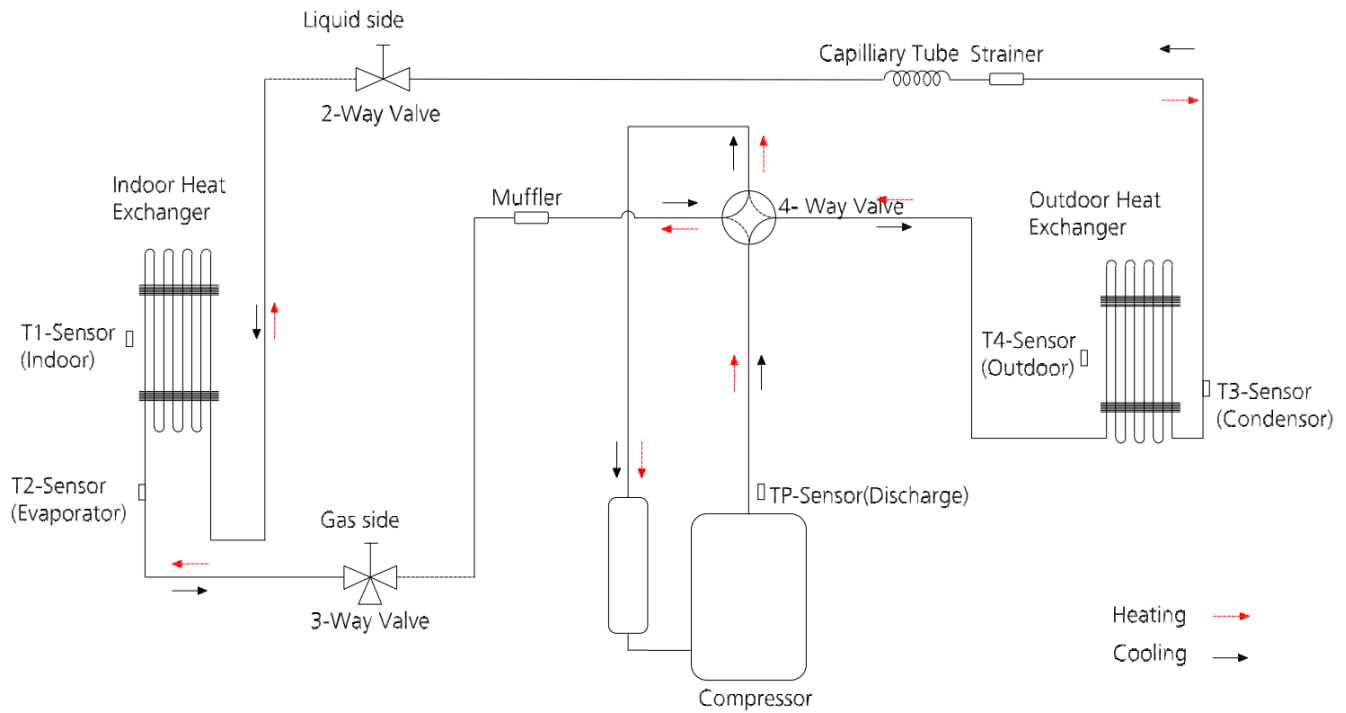 Liquid side
2-Way Valve
Capilliary Tube Strainer
Indoor Heat
Exchanger
Muffler
4- Way Valve
Outdoor Heat
Exchanger
T1-Sensor
(Indoor)
T4-Sensor
(Outdoor)
T3-Sensor
(Condensor)
T2-Sensor
(Evaporator)
TP-Sensor(Discharge)
Gas side
3-Way Valve
Compressor
Heating
Cooling